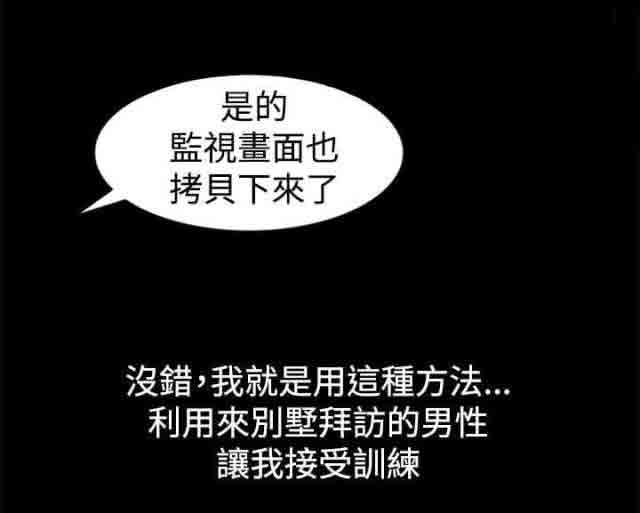 是的
監視畫面也
拷貝下來了
沒錯,我就是用這種方法...
利用來別墅拜訪的男性
讓我接受訓練